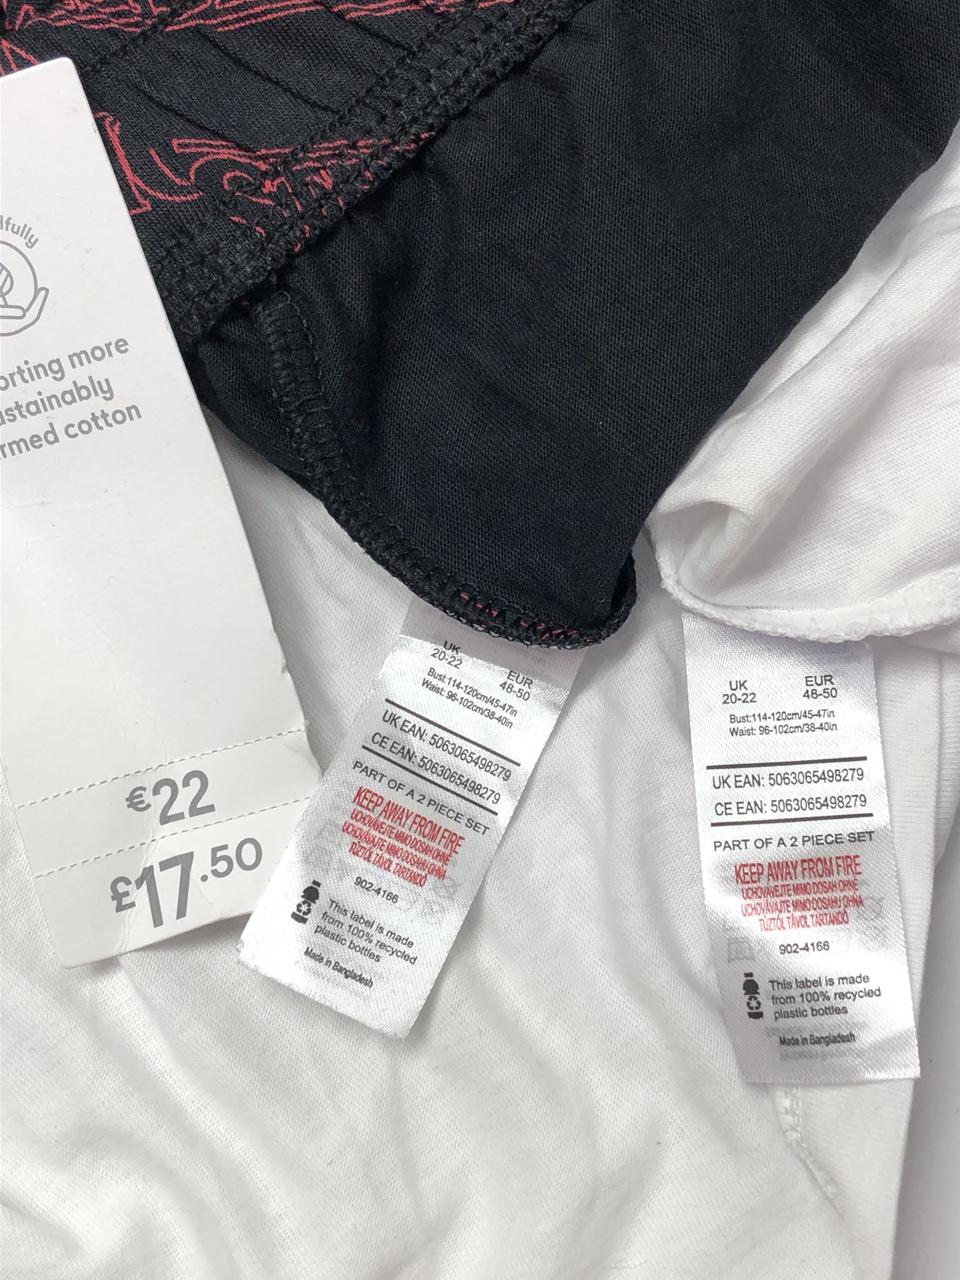 orting more
stainably
rmed cotton
€22
£17.50
UK EUR
20-22 48-50
Bust:114-120cm/45-47in
Waist: 96-102cm/38-40in
UK EAN: 5063065498279
CE EAN: 5063065498279
PART OF A 2 PIECE SET
KEEP AWAY FROM FIRE
UCHOVÁVEJTE MIMO DOSAH OHNĚ
UCHOVÁVAJTE MIMO DOSAHU OHŇA
TŰZTŐL TÁVOL TARTANDÓ
902-4166
This label is made
from 100% recycled
plastic bottles
Made in Bangladesh
UK EUR
20-22 48-50
Bust:114-120cm/45-47in
Waist: 96-102cm/38-40in
UK EAN: 5063065498279
CE EAN: 5063065498279
PART OF A 2 PIECE SET
KEEP AWAY FROM FIRE
UCHOVÁVEJTE MIMO DOSAH OHNĚ
UCHOVÁVAJTE MIMO DOSAHU OHŇA
TŰZTŐL TÁVOL TARTANDÓ
902-4166
This label is made
from 100% recycled
plastic bottles
Made in Bangladesh